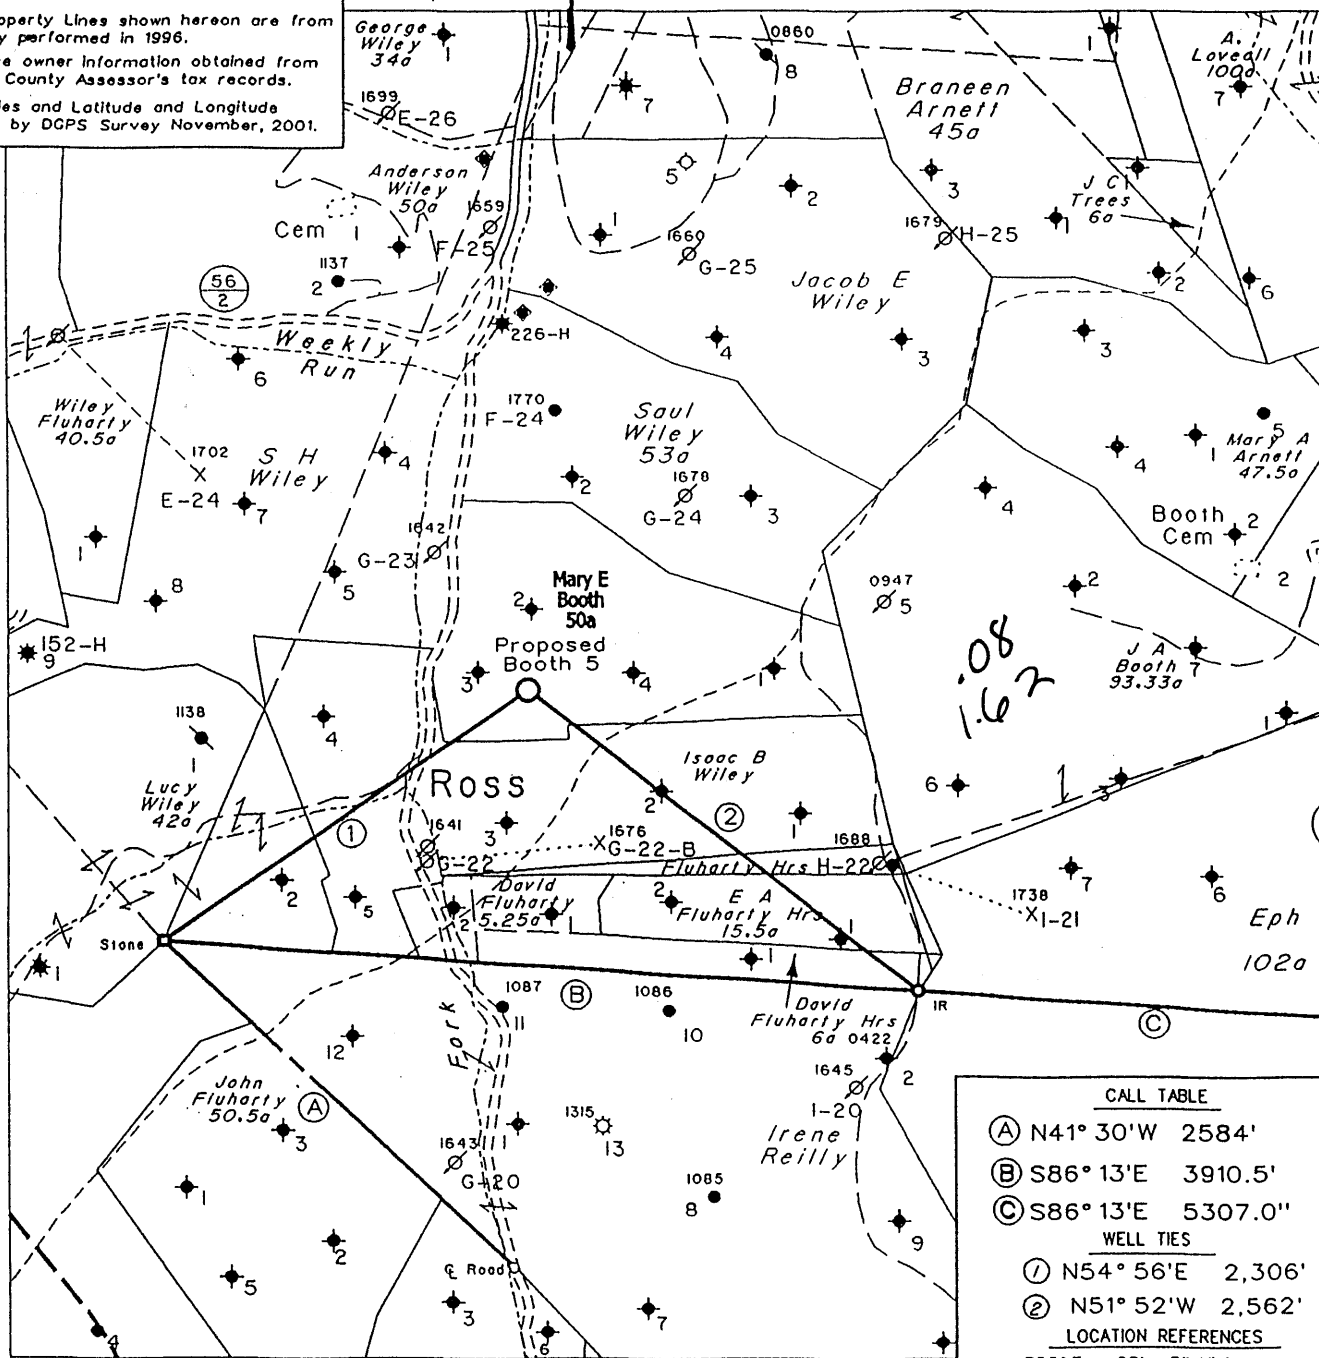 operty Lines shown hereon are from
y performed in 1996.
e owner information obtained from
County Assessor's tax records.
ies and Latitude and Longitude
by DGPS Survey November, 2001.
George
Wiley
34a
1
1699
E-26
0860
8
7
Braneen
Arnett
45a
1
A.
Loveall
100a
7
Anderson
Wiley
50a
1659
F-25
Cem
1
1137
2
56
2
5
2
3
1
1660
G-25
1679
H-25
J C
Trees
6a
1
1
2
6
Jacob E
Wiley
226-H
4
3
3
Weekly
Run
6
Wiley
Fluharty
40.5a
1702
E-24
S H
Wiley
7
4
1770
F-24
2
Saul
Wiley
53a
1678
G-24
3
4
4
1
5
Mary A
Arnett
47.5a
Booth
Cem
2
2
1
8
5
1642
G-23
152-H
9
2
Mary E
Booth
50a
Proposed
Booth 5
3
4
1
0947
5
2
.08
1.62
J A
Booth
93.33a
7
1
1138
1
Lucy
Wiley
42a
4
1
Ross
Isaac B
Wiley
2
2
1
6
3
1641
G-22
3
1676
G-22-B
1688
Fluharty Hrs H-22
1738
I-21
7
6
Eph
102a
2
5
David
Fluharty
5.25a
2
1
2
E A
Fluharty Hrs
15.5a
1
1
Stone
1
B
IR
C
David
Fluharty Hrs
6a 0422
2
1087
11
1086
10
Fork
12
John
Fluharty
50.5a
3
A
1645
I-20
Irene
Reilly
1
1315
13
1643
G-20
1085
8
9
1
2
5
4
℄ Road
3
6
7
CALL TABLE
A N41° 30'W 2584'
B S86° 13'E 3910.5'
C S86° 13'E 5307.0"
WELL TIES
1 N54° 56'E 2,306'
2 N51° 52'W 2,562'
LOCATION REFERENCES